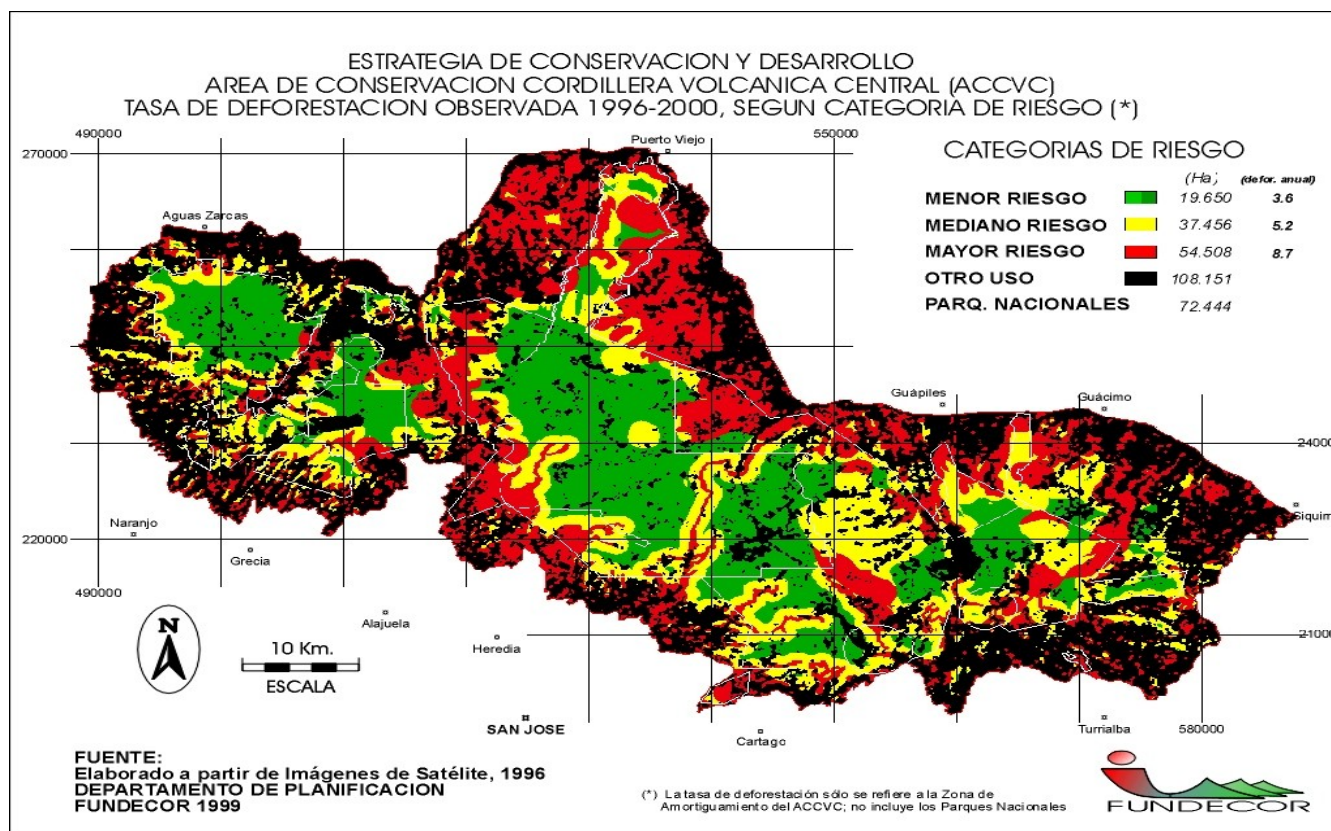 ESTRATEGIA DE CONSERVACION Y DESARROLLO
AREA DE CONSERVACION CORDILLERA VOLCANICA CENTRAL (ACCVC)
TASA DE DEFORESTACION OBSERVADA 1996-2000, SEGUN CATEGORIA DE RIESGO (*)
490000
550000
270000
Puerto Viejo
CATEGORIAS DE RIESGO
(Ha) (defor. anual)
MENOR RIESGO 19.650 3.6
MEDIANO RIESGO 37.456 5.2
MAYOR RIESGO 54.508 8.7
OTRO USO 108.151
PARQ. NACIONALES 72.444
Aguas Zarcas
Guápiles
Guácimo
24000
Siquirr
Naranjo
220000
Grecia
490000
Alajuela
Heredia
21000
N
10 Km.
ESCALA
SAN JOSE
Cartago
Turrialba
580000
FUENTE:
Elaborado a partir de Imágenes de Satélite, 1996
DEPARTAMENTO DE PLANIFICACION
FUNDECOR 1999
(*) La tasa de deforestación sólo se refiere a la Zona de
Amortiguamiento del ACCVC; no incluye los Parques Nacionales
FUNDECOR